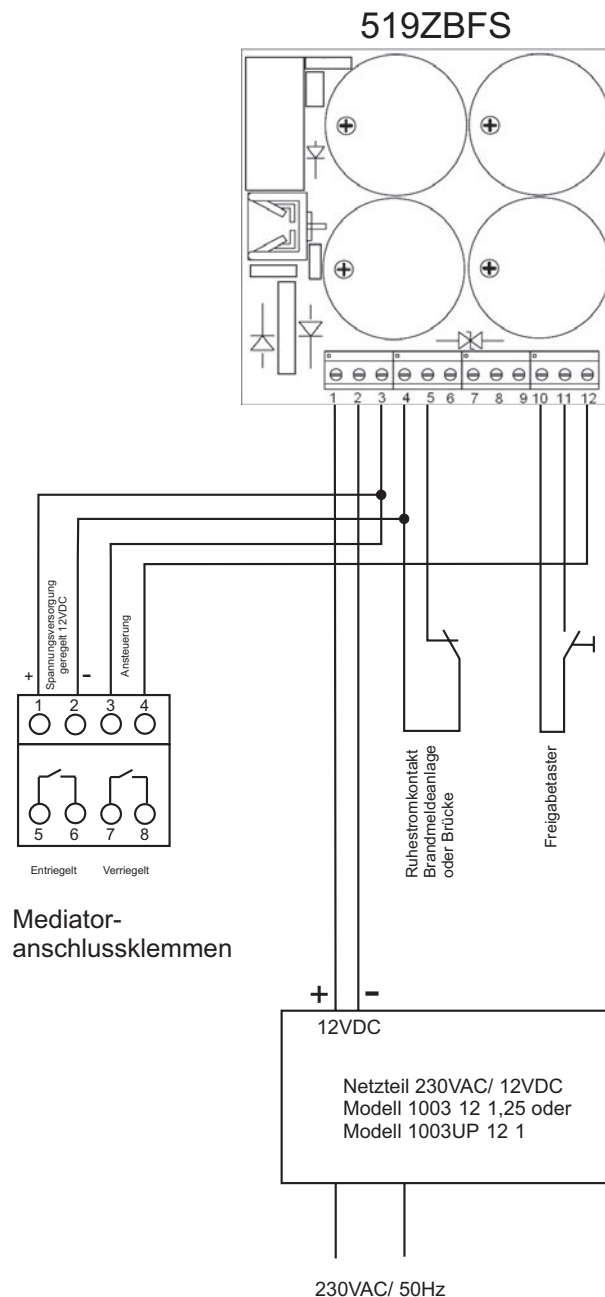 519ZBFS
1 2 3 4 5 6 7 8 9 10 11 12
Spannungsversorgung
geregelt 12VDC
Ansteuerung
+ -
1 2 3 4
5 6 7 8
Entriegelt Verriegelt
Mediator-
anschlussklemmen
Ruhestromkontakt
Brandmeldeanlage
oder Brücke
Freigabetaster
+ -
12VDC
Netzteil 230VAC/ 12VDC
Modell 1003 12 1,25 oder
Modell 1003UP 12 1
230VAC/ 50Hz